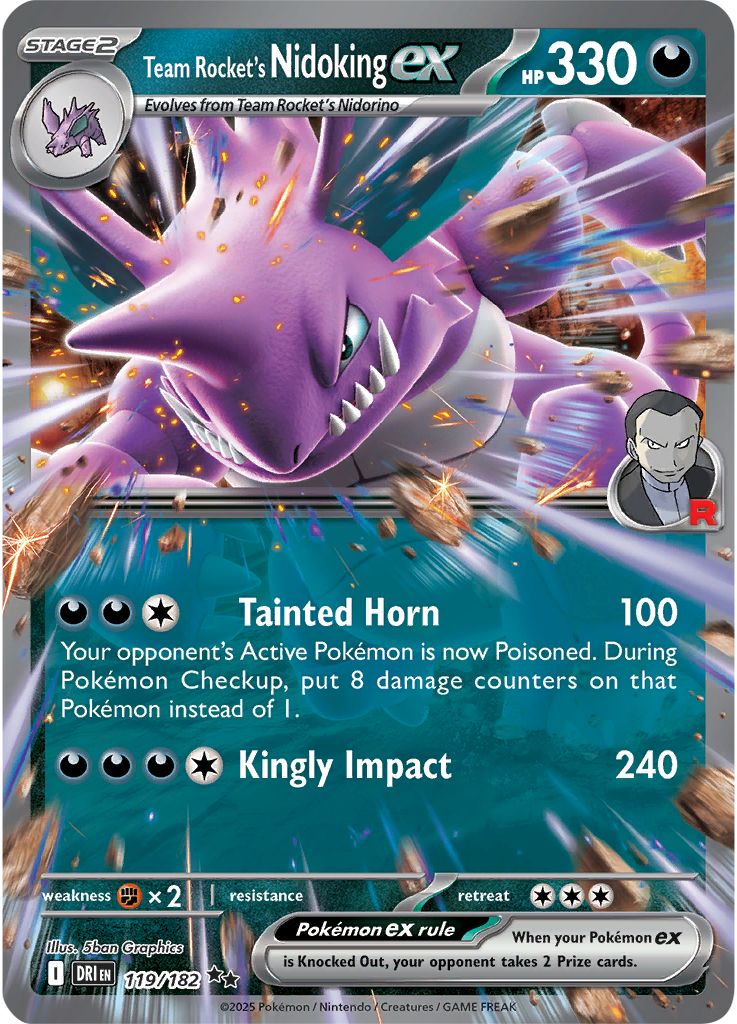 STAGE2
Team Rocket's Nidoking ex
HP 330
Evolves from Team Rocket's Nidorino
R
Tainted Horn 100
Your opponent's Active Pokémon is now Poisoned. During
Pokémon Checkup, put 8 damage counters on that
Pokémon instead of 1.
Kingly Impact 240
weakness ×2 resistance retreat
Pokémon ex rule When your Pokémon ex
is Knocked Out, your opponent takes 2 Prize cards.
Illus. 5ban Graphics
I DRI EN 119/182
©2025 Pokémon / Nintendo / Creatures / GAME FREAK